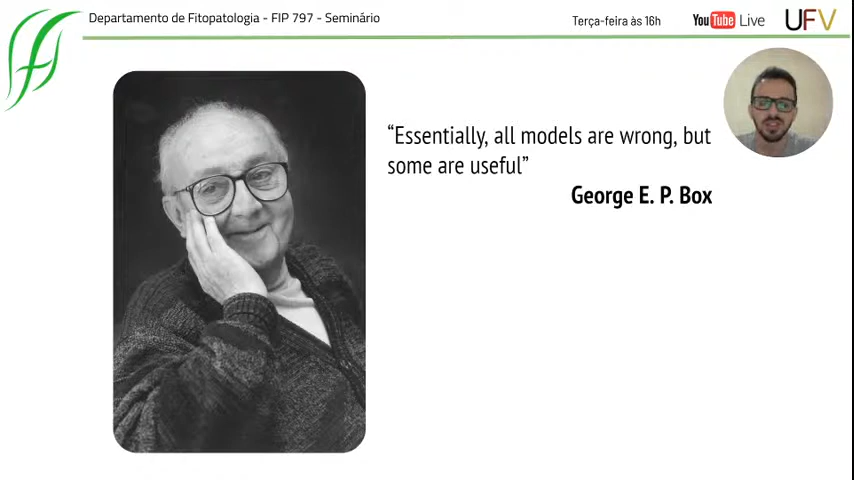 Departamento de Fitopatologia - FIP 797 - Seminário
Terça-feira às 16h
YouTube Live
UFV
“Essentially, all models are wrong, but
some are useful”
George E. P. Box